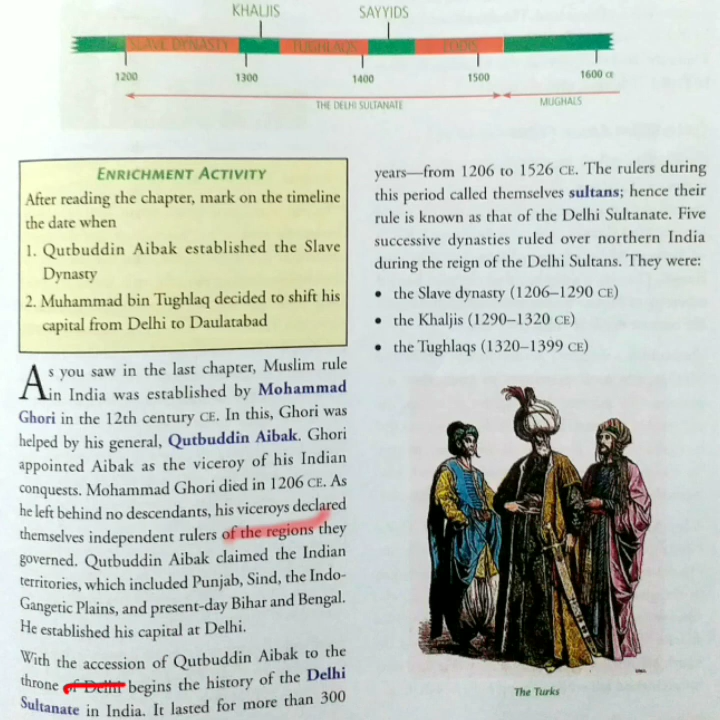 KHALJIS SAYYIDS
SLAVE DYNASTY TUGHLAQS LODIS
1200 1300 1400 1500 1600 CE
THE DELHI SULTANATE MUGHALS
ENRICHMENT ACTIVITY
After reading the chapter, mark on the timeline
the date when
1. Qutbuddin Aibak established the Slave
Dynasty
2. Muhammad bin Tughlaq decided to shift his
capital from Delhi to Daulatabad
As you saw in the last chapter, Muslim rule
in India was established by Mohammad
Ghori in the 12th century CE. In this, Ghori was
helped by his general, Qutbuddin Aibak. Ghori
appointed Aibak as the viceroy of his Indian
conquests. Mohammad Ghori died in 1206 CE. As
he left behind no descendants, his viceroys declared
themselves independent rulers of the regions they
governed. Qutbuddin Aibak claimed the Indian
territories, which included Punjab, Sind, the Indo-
Gangetic Plains, and present-day Bihar and Bengal.
He established his capital at Delhi.
With the accession of Qutbuddin Aibak to the
throne of Delhi begins the history of the Delhi
Sultanate in India. It lasted for more than 300
years—from 1206 to 1526 CE. The rulers during
this period called themselves sultans; hence their
rule is known as that of the Delhi Sultanate. Five
successive dynasties ruled over northern India
during the reign of the Delhi Sultans. They were:
• the Slave dynasty (1206–1290 CE)
• the Khaljis (1290–1320 CE)
• the Tughlaqs (1320–1399 CE)
The Turks